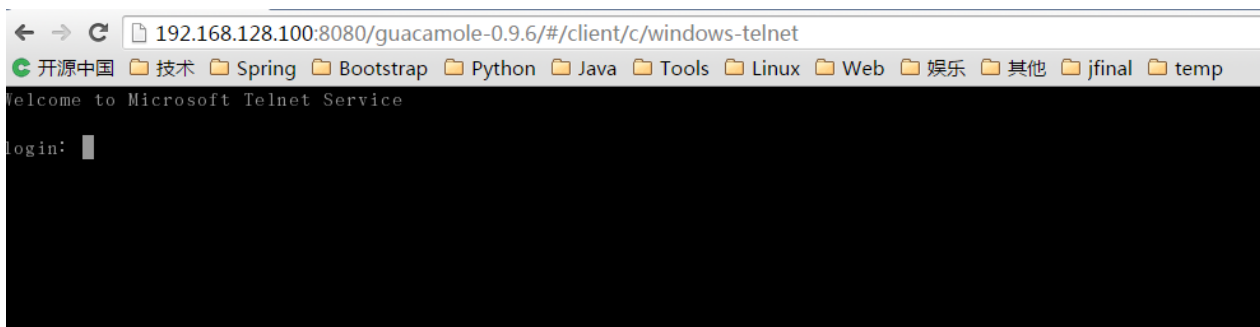 192.168.128.100:8080/guacamole-0.9.6/#/client/c/windows-telnet
开源中国 技术 Spring Bootstrap Python Java Tools Linux Web 娱乐 其他 jfinal temp
Welcome to Microsoft Telnet Service
login: